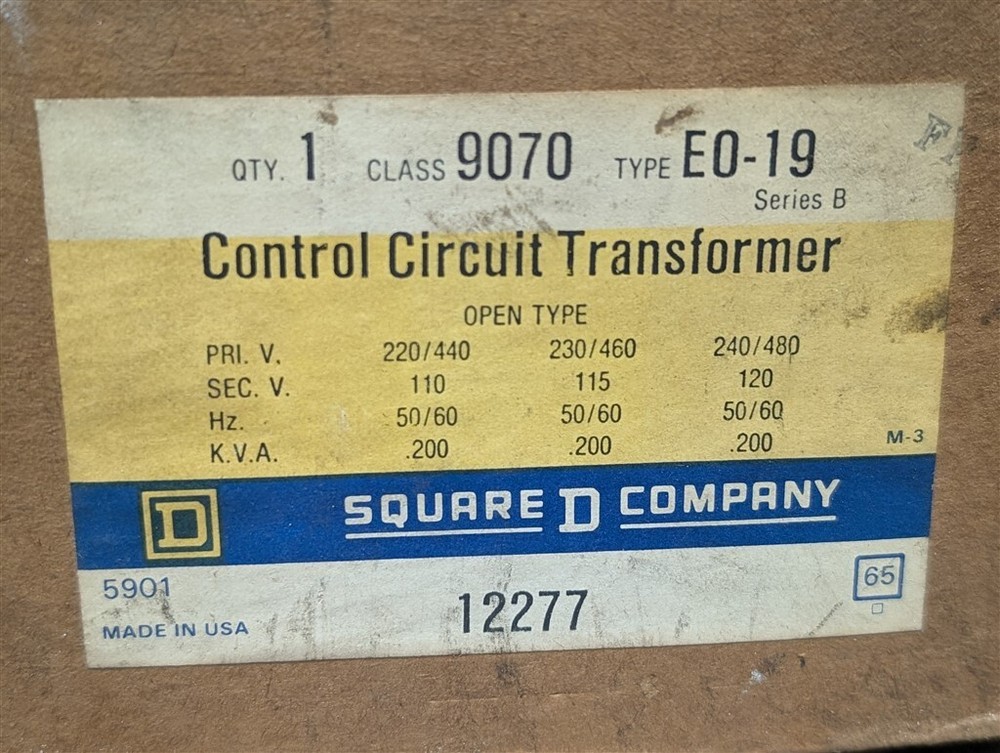 QTY. 1 CLASS 9070 TYPE EO-19
Series B
Control Circuit Transformer
OPEN TYPE
PRI. V. 220/440 230/460 240/480
SEC. V. 110 115 120
Hz. 50/60 50/60 50/60
K.V.A. .200 .200 .200
M-3
D SQUARE D COMPANY
5901
65
12277
MADE IN USA